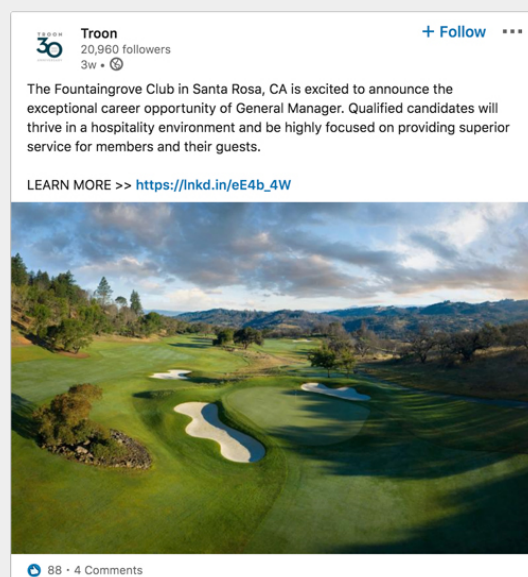 TROON
30
Troon
+ Follow
20,960 followers
3w •
The Fountaingrove Club in Santa Rosa, CA is excited to announce the
exceptional career opportunity of General Manager. Qualified candidates will
thrive in a hospitality environment and be highly focused on providing superior
service for members and their guests.
LEARN MORE >> https://lnkd.in/eE4b_4W
88 · 4 Comments